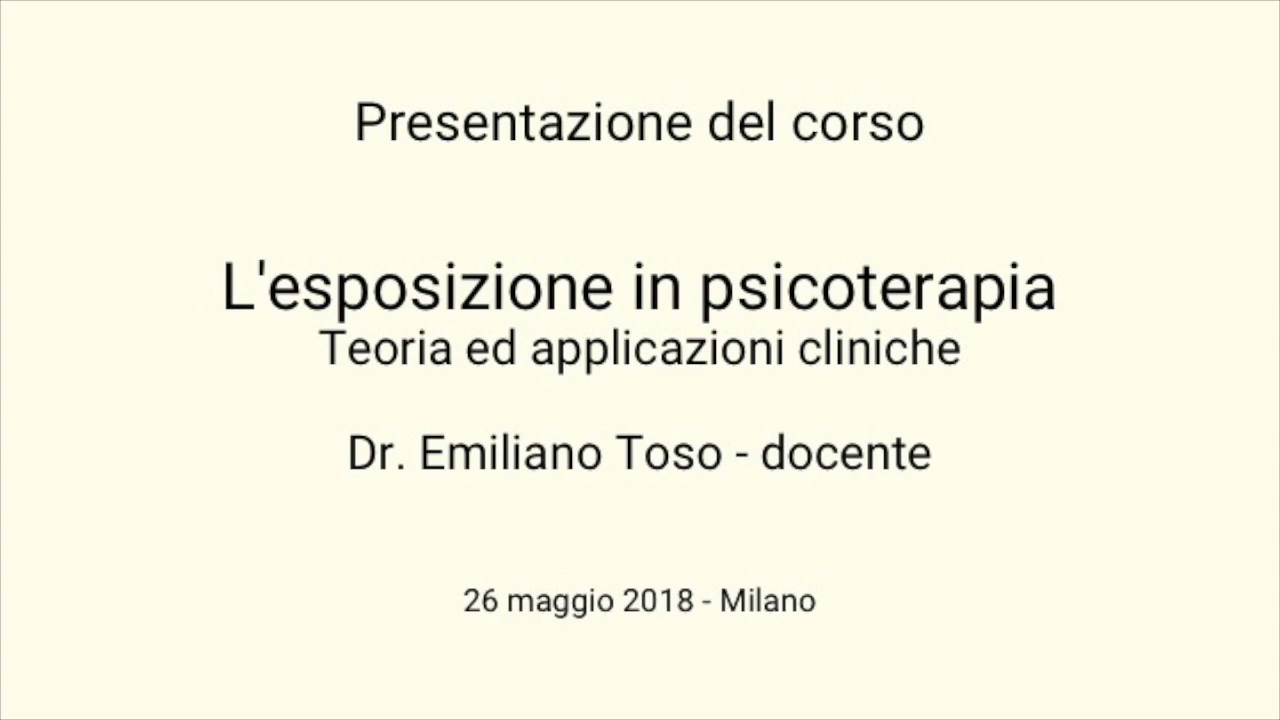 Presentazione del corso
L'esposizione in psicoterapia
Teoria ed applicazioni cliniche
Dr. Emiliano Toso - docente
26 maggio 2018 - Milano